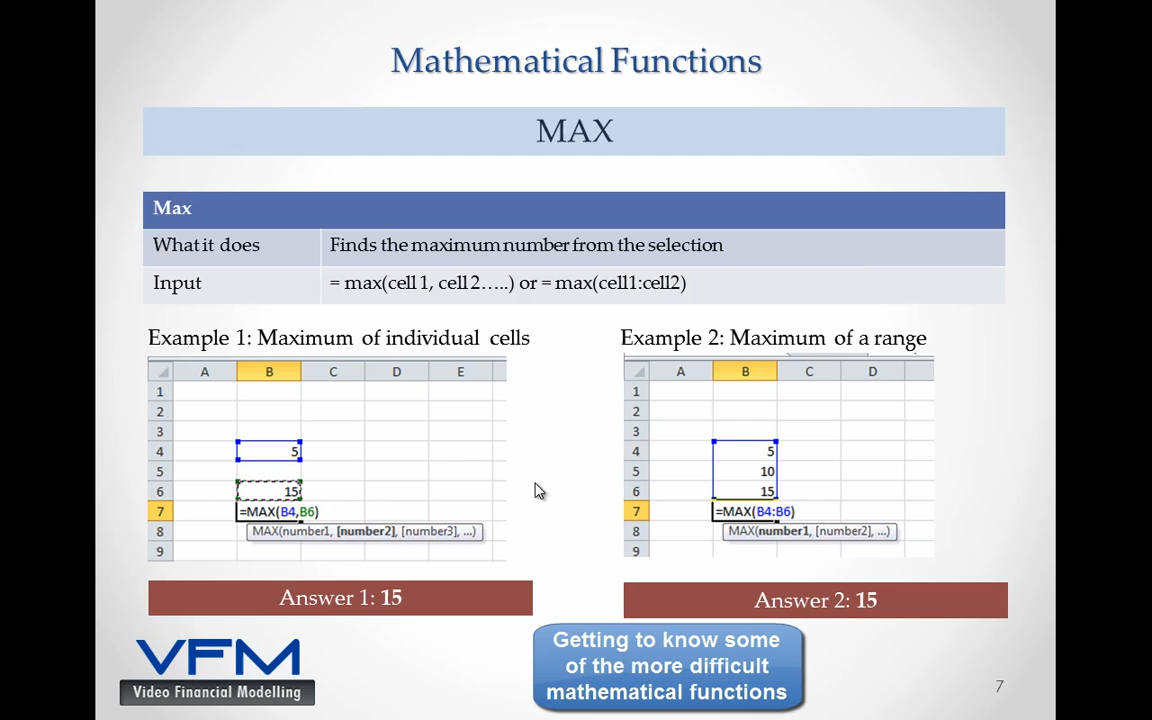 Mathematical Functions
MAX
Max
What it does Finds the maximum number from the selection
Input = max(cell 1, cell 2…..) or = max(cell1:cell2)
Example 1: Maximum of individual cells
A B C D E
1
2
3
4 5
5
6 15
7 =MAX(B4,B6)
8 MAX(number1, [number2], [number3], ...)
9
Answer 1: 15
Example 2: Maximum of a range
A B C D
1
2
3
4 5
5 10
6 15
7 =MAX(B4:B6)
8 MAX(number1, [number2], ...)
9
Answer 2: 15
VFM
Video Financial Modelling
Getting to know some
of the more difficult
mathematical functions
7